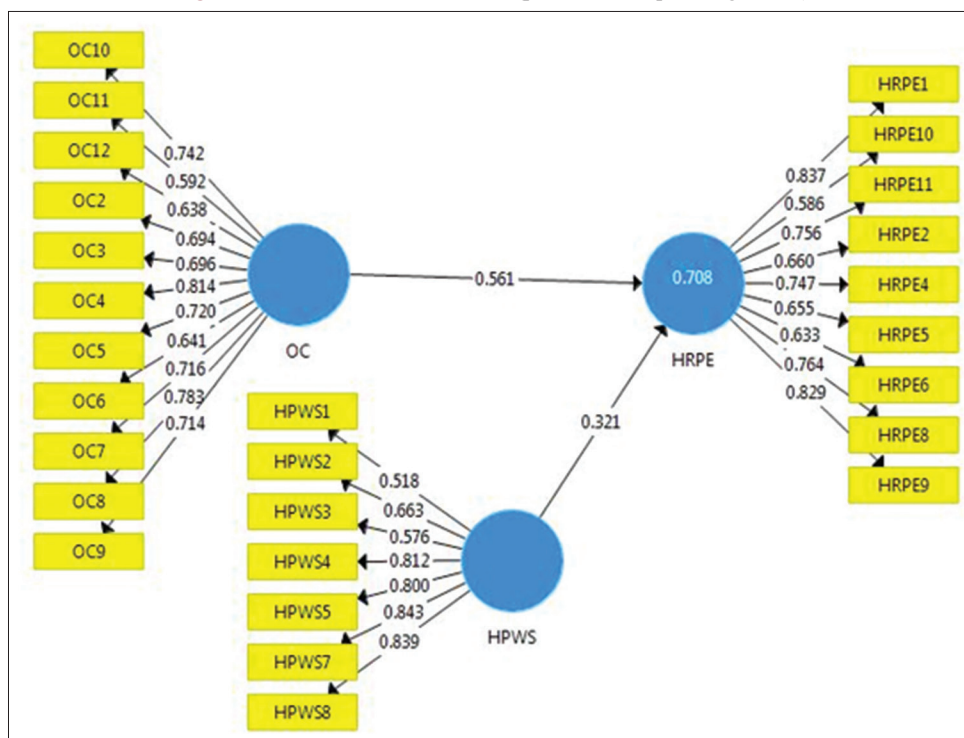 OC10
OC11
OC12
OC2
OC3
OC4
OC5
OC6
OC7
OC8
OC9
0.742
0.592
0.638
0.694
0.696
0.814
0.720
0.641
0.716
0.783
0.714
OC
0.561
HPWS1
HPWS2
HPWS3
HPWS4
HPWS5
HPWS7
HPWS8
0.518
0.663
0.576
0.812
0.800
0.843
0.839
HPWS
0.321
0.708
HRPE
0.837
0.586
0.756
0.660
0.747
0.655
0.633
0.764
0.829
HRPE1
HRPE10
HRPE11
HRPE2
HRPE4
HRPE5
HRPE6
HRPE8
HRPE9